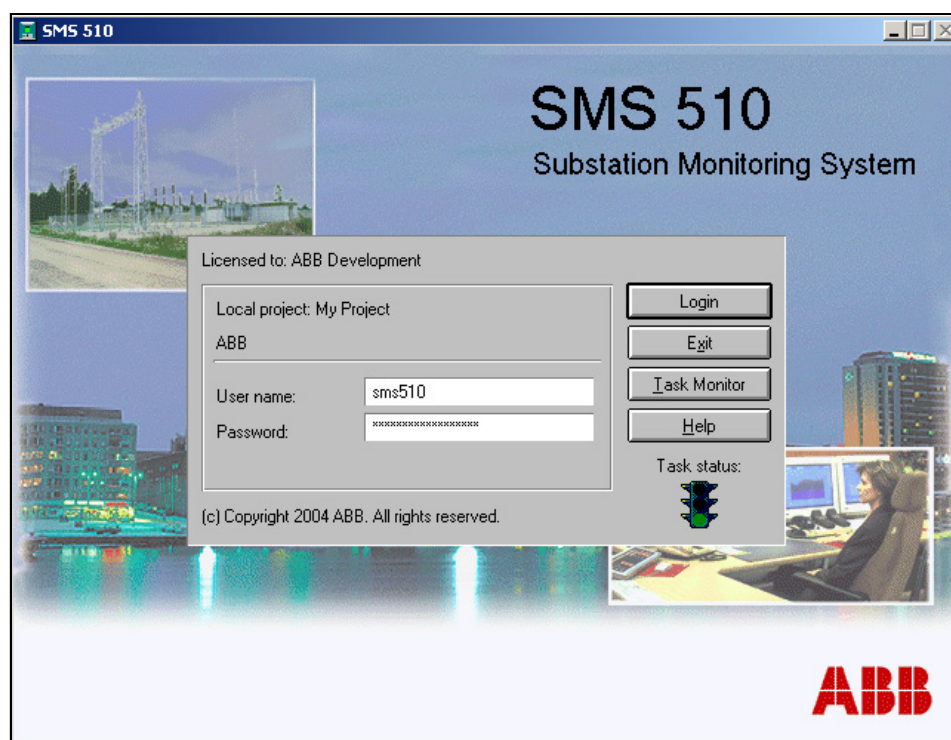 SMS 510
SMS 510
Substation Monitoring System
Licensed to: ABB Development
Local project: My Project
ABB
User name:
sms510
Password:
******************
Login
Exit
Task Monitor
Help
Task status:
(c) Copyright 2004 ABB. All rights reserved.
ABB